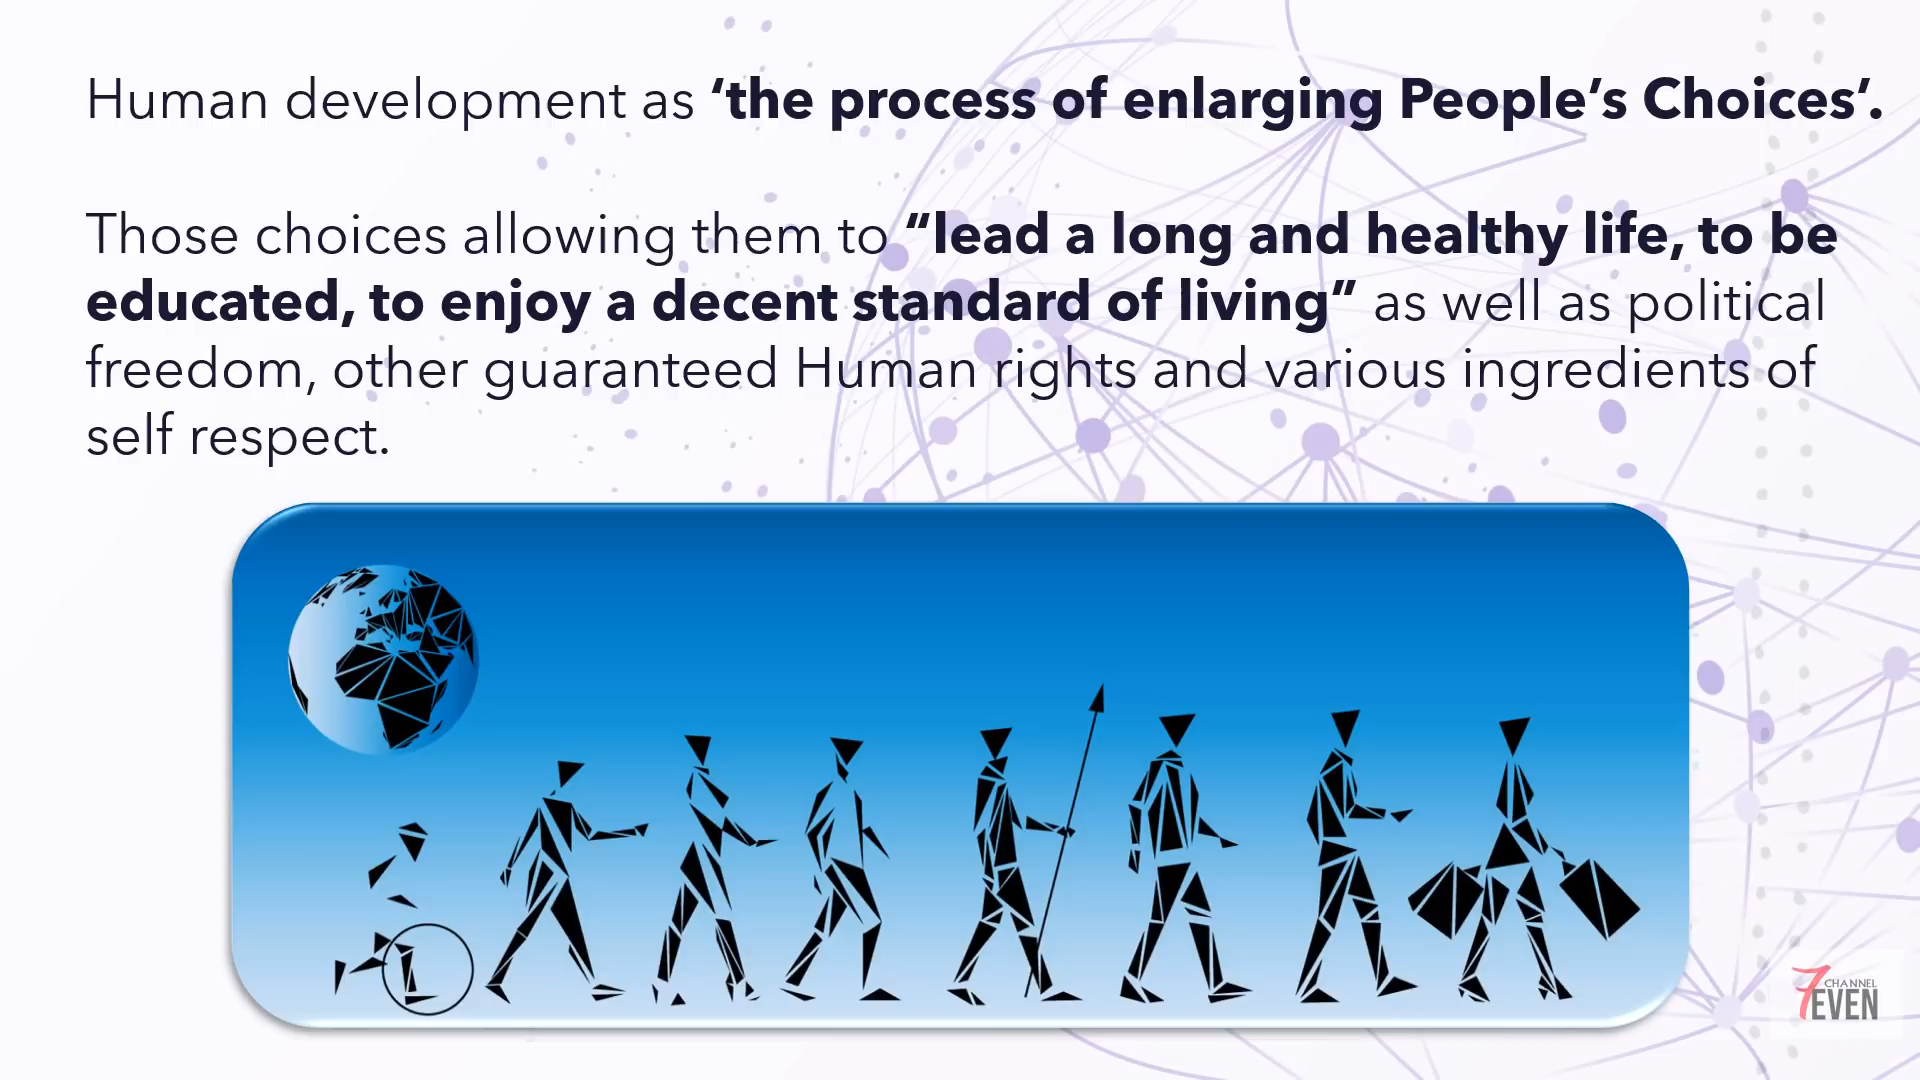 Human development as ‘the process of enlarging People’s Choices’.
Those choices allowing them to “lead a long and healthy life, to be
educated, to enjoy a decent standard of living” as well as political
freedom, other guaranteed Human rights and various ingredients of
self respect.
CHANNEL
7EVEN